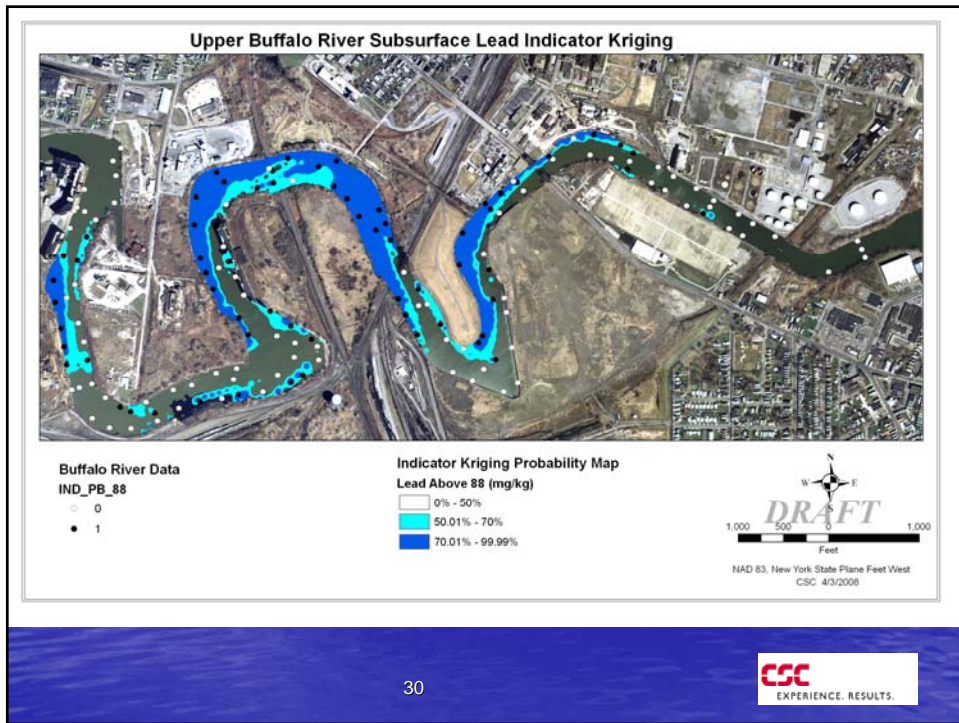 Upper Buffalo River Subsurface Lead Indicator Kriging
Buffalo River Data
IND_PB_88
0
1
Indicator Kriging Probability Map
Lead Above 88 (mg/kg)
0% - 50%
50.01% - 70%
70.01% - 99.99%
N
W E
S
DRAFT
1,000 500 0 1,000
Feet
NAD 83, New York State Plane Feet West
CSC 4/3/2008
30
CSC
EXPERIENCE. RESULTS.